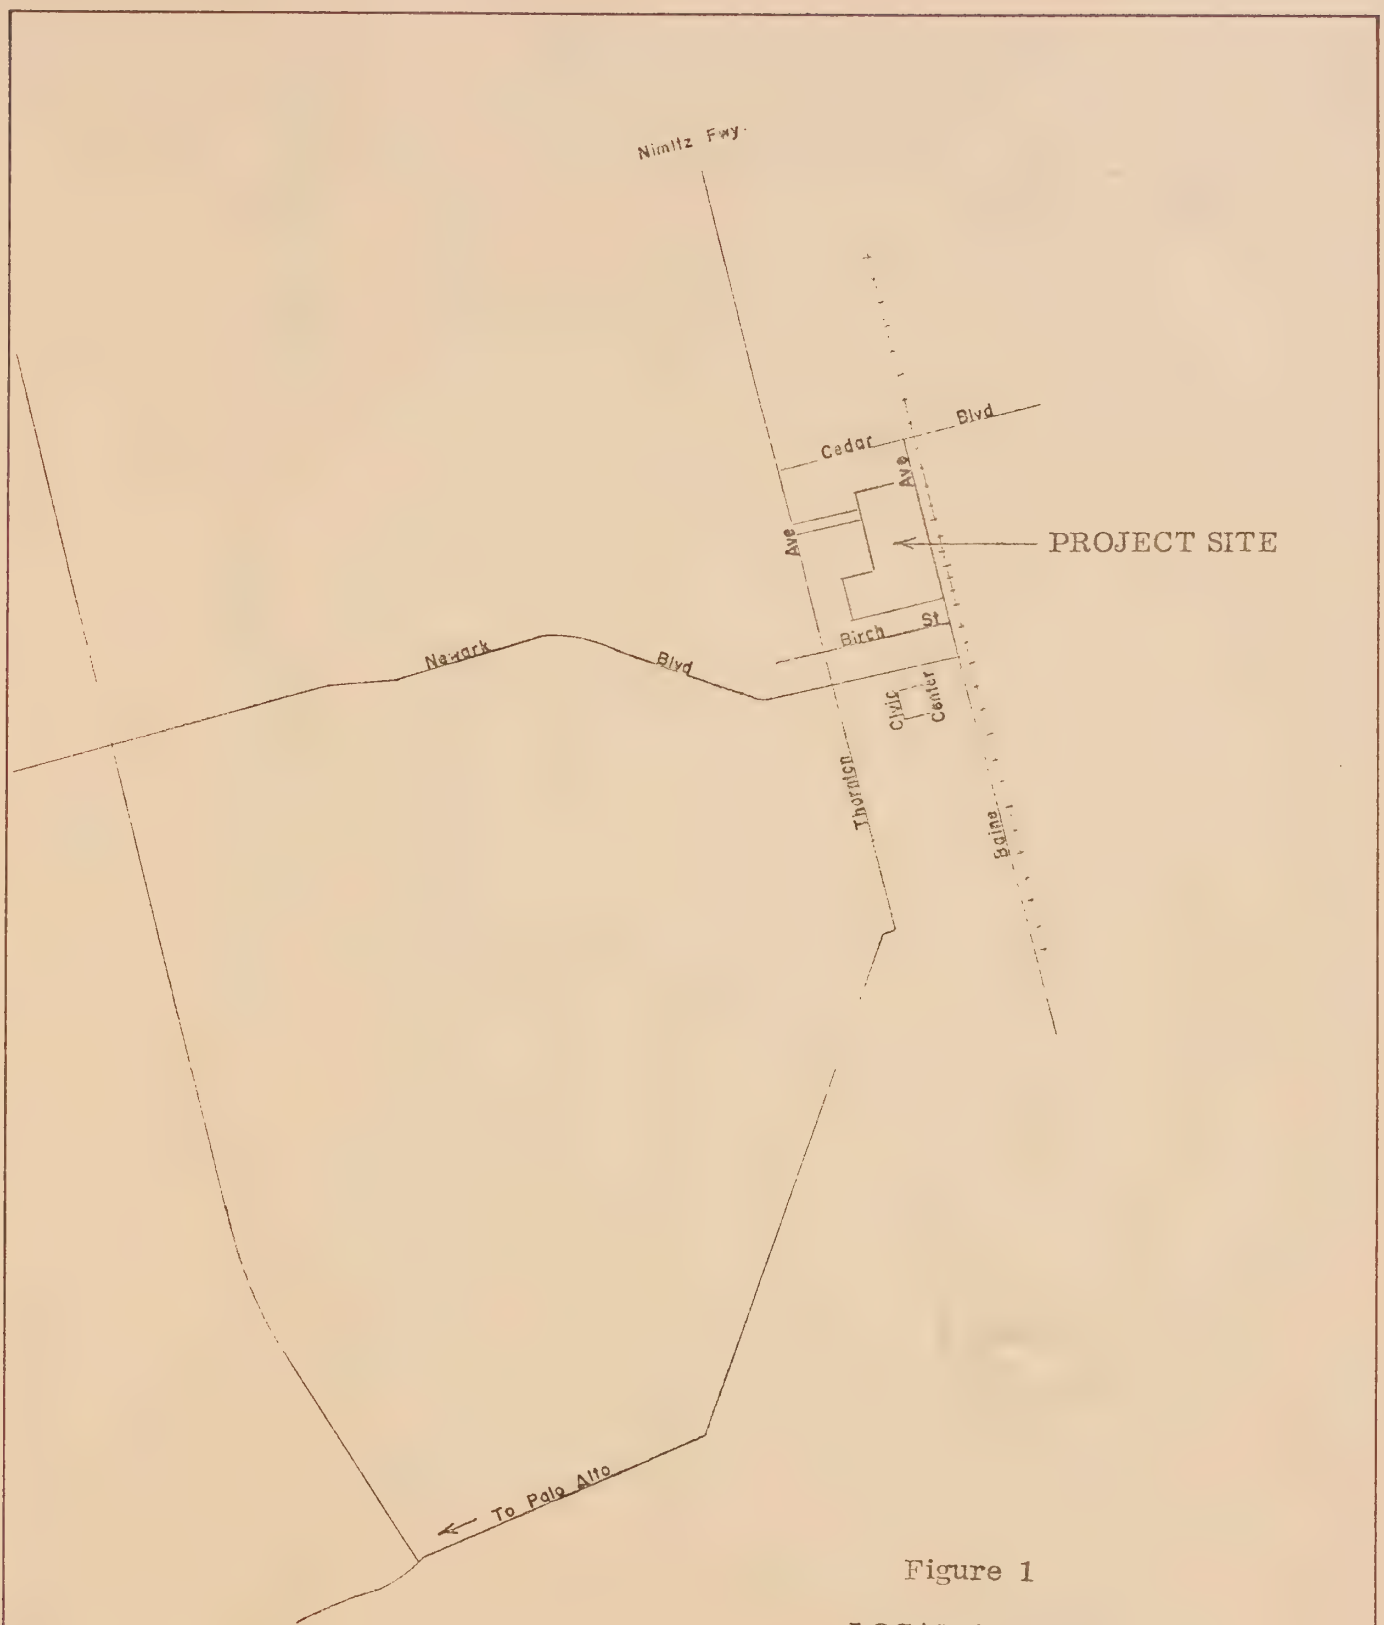 Nimitz Fwy.
Cedar Blvd
Ave
Ave
PROJECT SITE
Birch St
Newark Blvd
Civic
Center
Thornton
Baine
To Palo Alto
Figure 1